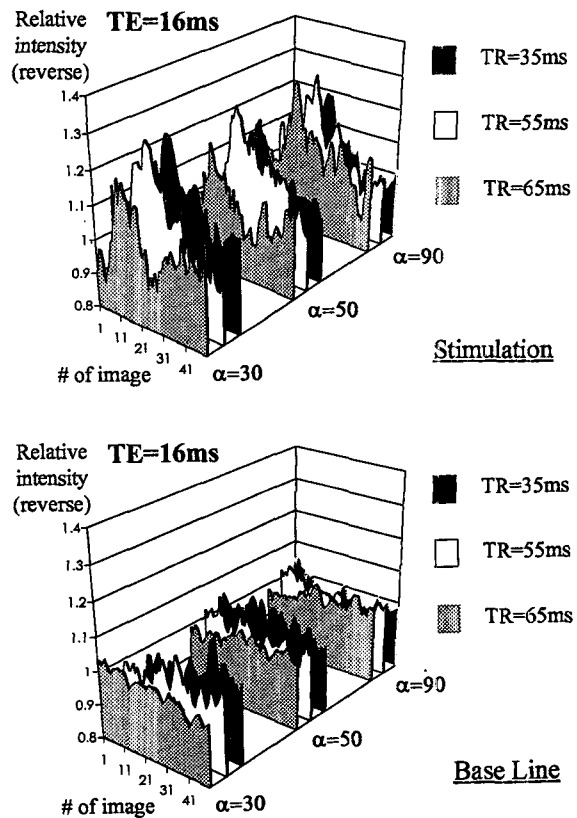 Relative intensity (reverse)
TE=16ms
1.4
1.3
1.2
1.1
1
0.9
0.8
1 11 21 31 41
# of image
α=30
α=50
α=90
TR=35ms
TR=55ms
TR=65ms
Stimulation
Relative intensity (reverse)
TE=16ms
1.4
1.3
1.2
1.1
1
0.9
0.8
1 11 21 31 41
# of image
α=30
α=50
α=90
TR=35ms
TR=55ms
TR=65ms
Base Line